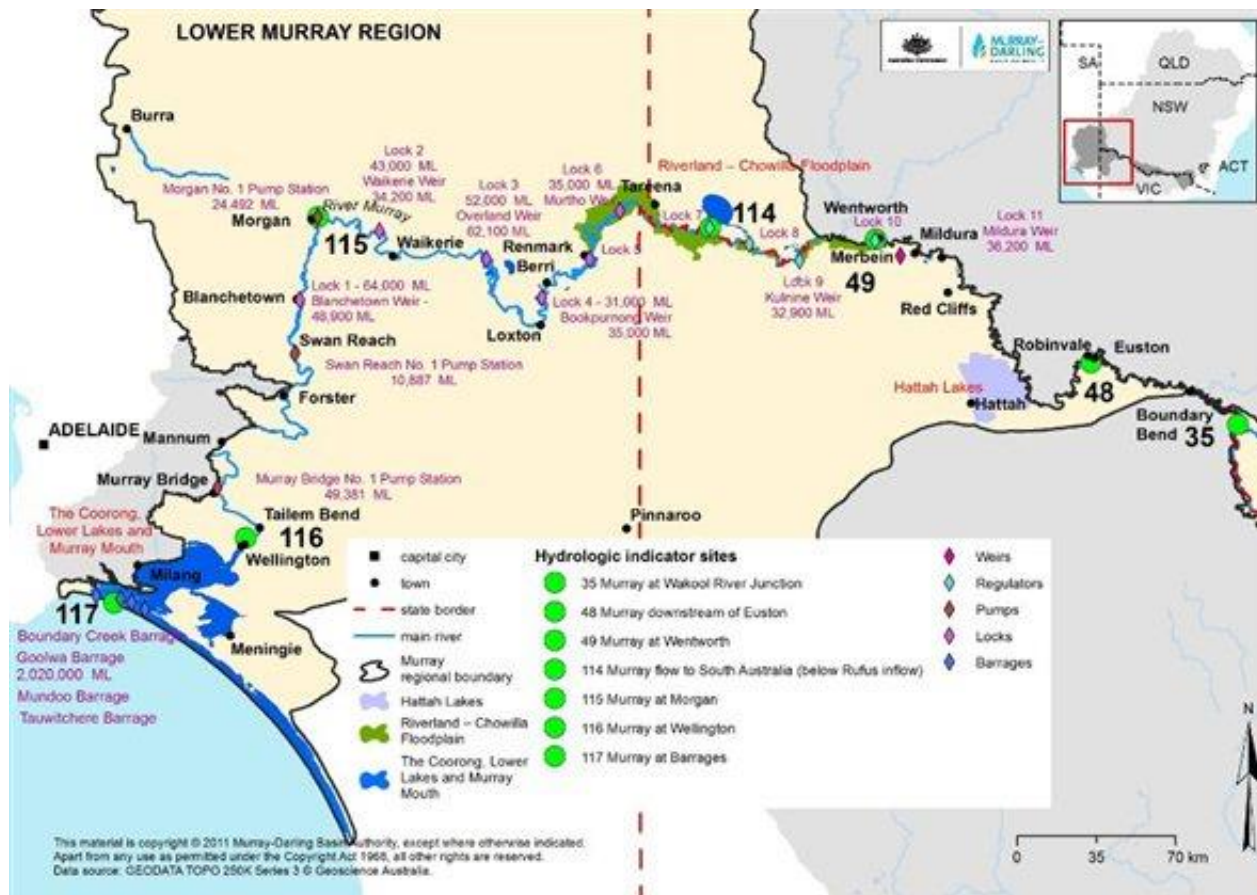 LOWER MURRAY REGION
MURRAY-
DARLING
SA
QLD
NSW
ACT
VIC
Burra
Morgan No. 1 Pump Station
24.492 ML
Morgan
River Murray
115
Lock 2
43,000 ML
Waikerie Weir
34,200 ML
Waikerie
Lock 3
52,000 ML
Overland Weir
62,100 ML
Renmark
Berri
Lock 6
35,000 ML
Murtho Weir
Tareena
Riverland – Chowilla Floodplain
Lock 7
114
Lock 8
Wentworth
Lock 10
Mildura
Merbein
49
Lock 11
Mildura Weir
36,200 ML
Lock 5
Lock 9
Kulnine Weir
32,900 ML
Red Cliffs
Blanchetown
Lock 1 - 64,000 ML
Blanchetown Weir -
48,900 ML
Loxton
Lock 4 - 31,000 ML
Bookpurnong Weir
35,000 ML
Swan Reach
Swan Reach No. 1 Pump Station
10,887 ML
Forster
Robinvale
Euston
48
Hattah Lakes
Hattah
Boundary
Bend
35
ADELAIDE
Mannum
Murray Bridge
Murray Bridge No. 1 Pump Station
49,381 ML
The Coorong,
Lower Lakes and
Murray Mouth
Tailem Bend
116
Wellington
Pinnaroo
Milang
117
Meningie
Boundary Creek Barrage
Goolwa Barrage
2,020,000 ML
Mundoo Barrage
Tauwitchere Barrage
capital city
town
state border
main river
Murray
regional boundary
Hattah Lakes
Riverland – Chowilla
Floodplain
The Coorong, Lower
Lakes and Murray
Mouth
Hydrologic indicator sites
35 Murray at Wakool River Junction
48 Murray downstream of Euston
49 Murray at Wentworth
114 Murray flow to South Australia (below Rufus inflow)
115 Murray at Morgan
116 Murray at Wellington
117 Murray at Barrages
Weirs
Regulators
Pumps
Locks
Barrages
N
0 35 70 km
This material is copyright © 2011 Murray-Darling Basin Authority, except where otherwise indicated.
Apart from any use as permitted under the Copyright Act 1968, all other rights are reserved.
Data source: GEODATA TOPO 250K Series 3 © Geoscience Australia.